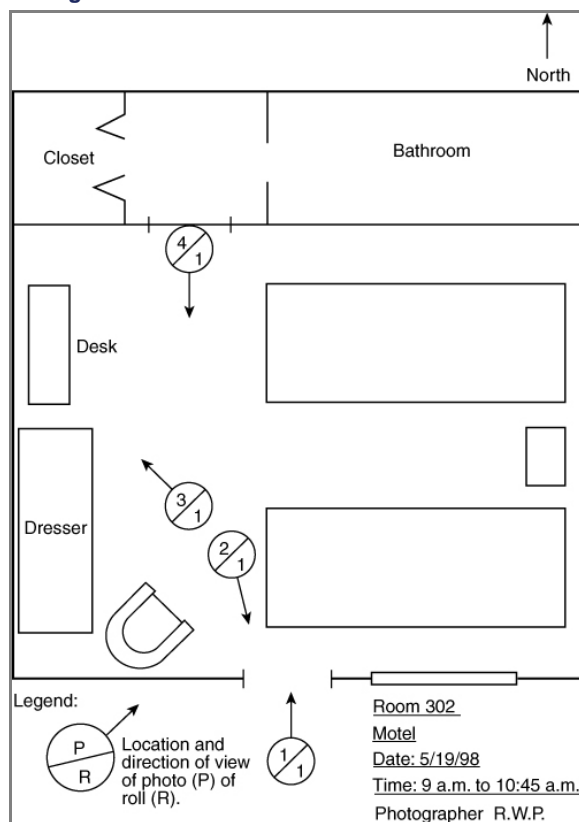 North
Closet
Bathroom
4
1
Desk
3
1
2
1
Dresser
Legend:
P
R
Location and
direction of view
of photo (P) of
roll (R).
1
1
Room 302
Motel
Date: 5/19/98
Time: 9 a.m. to 10:45 a.m.
Photographer R.W.P.